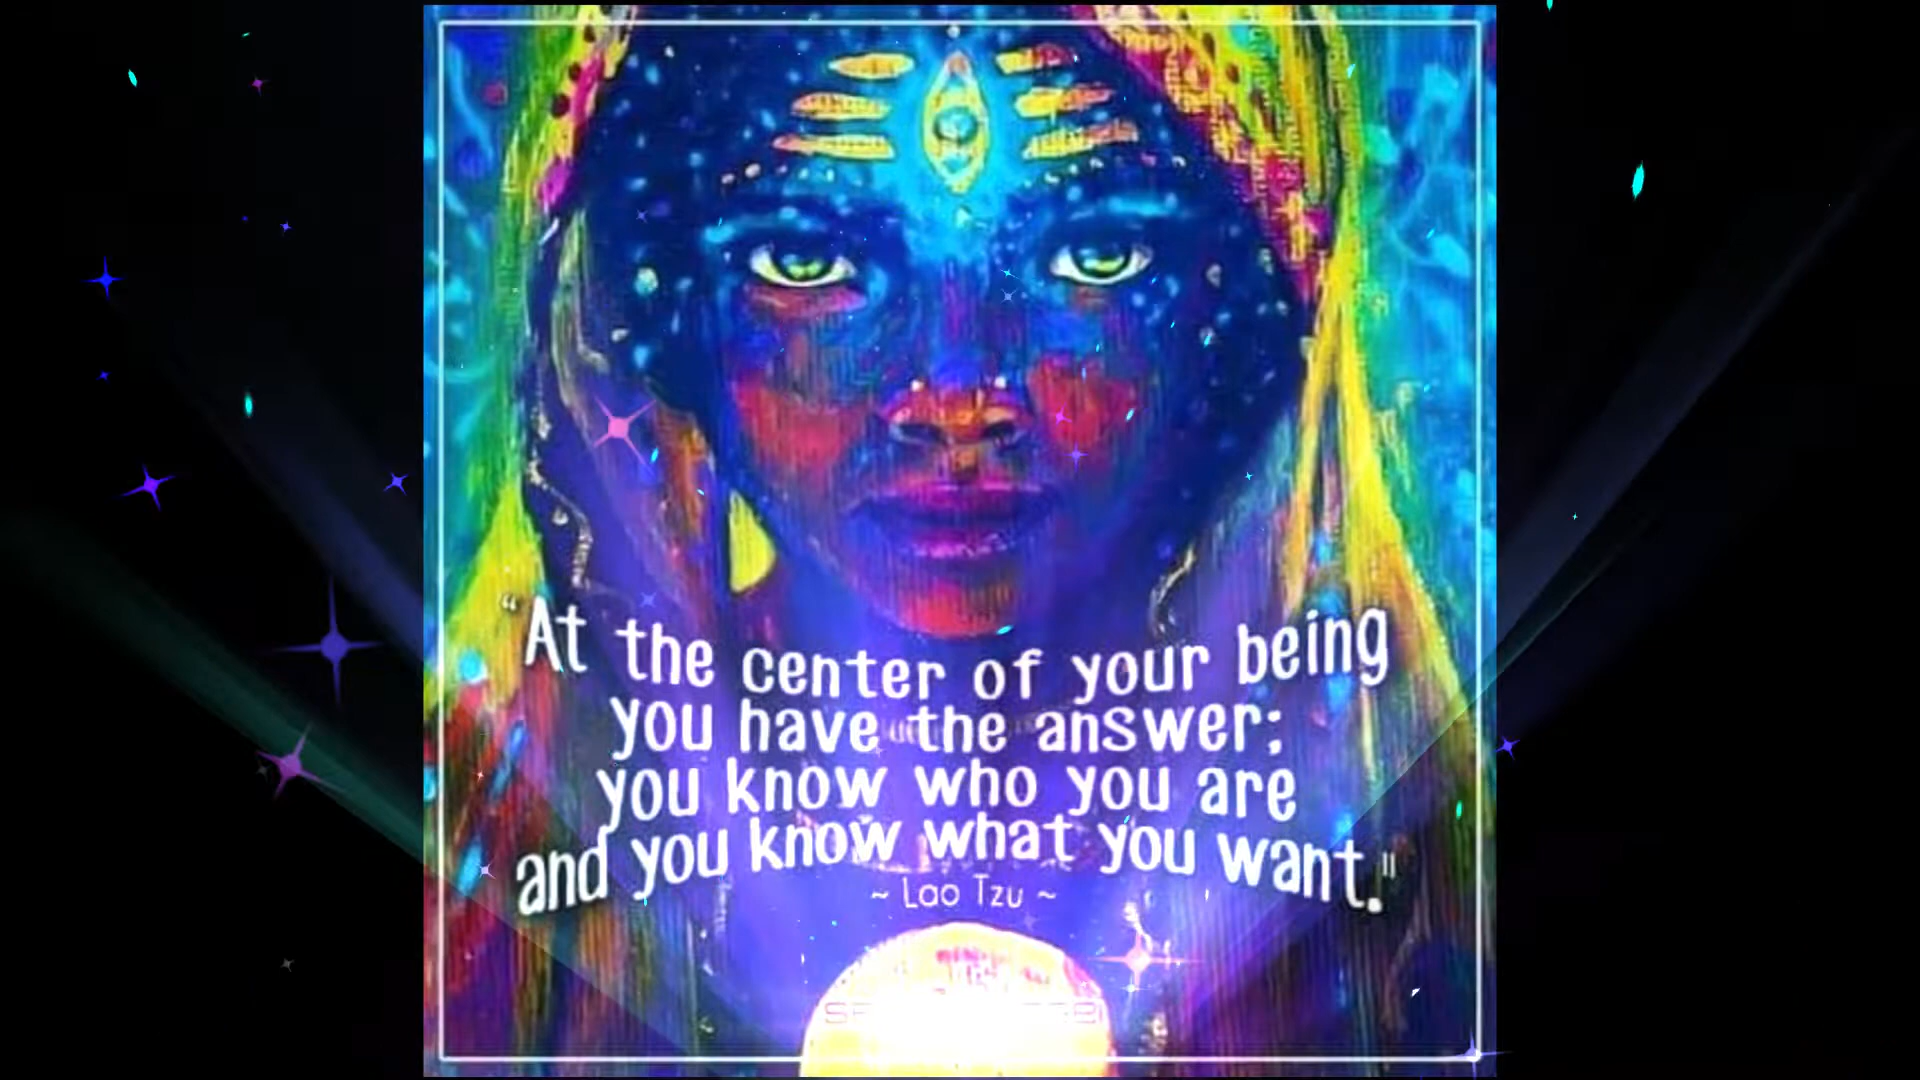 “At the center of your being
you have the answer;
you know who you are
and you know what you want."
~ Lao Tzu ~